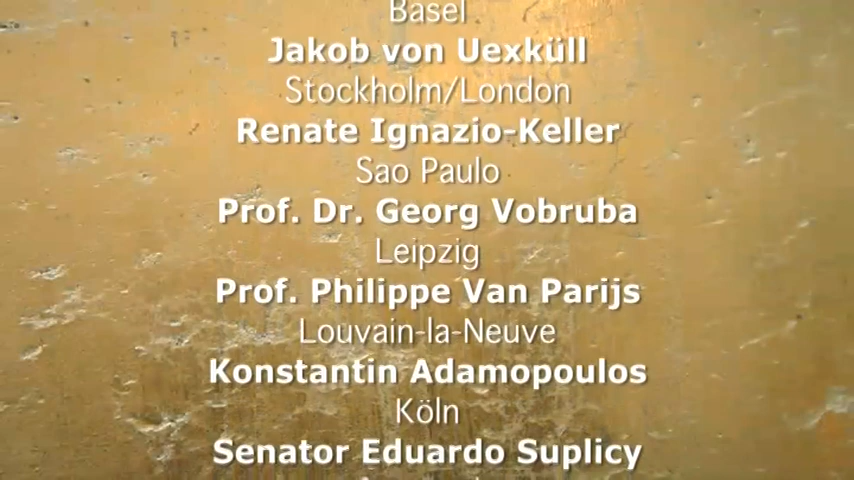 Basel
Jakob von Uexküll
Stockholm/London
Renate Ignazio-Keller
Sao Paulo
Prof. Dr. Georg Vobruba
Leipzig
Prof. Philippe Van Parijs
Louvain-la-Neuve
Konstantin Adamopoulos
Köln
Senator Eduardo Suplicy